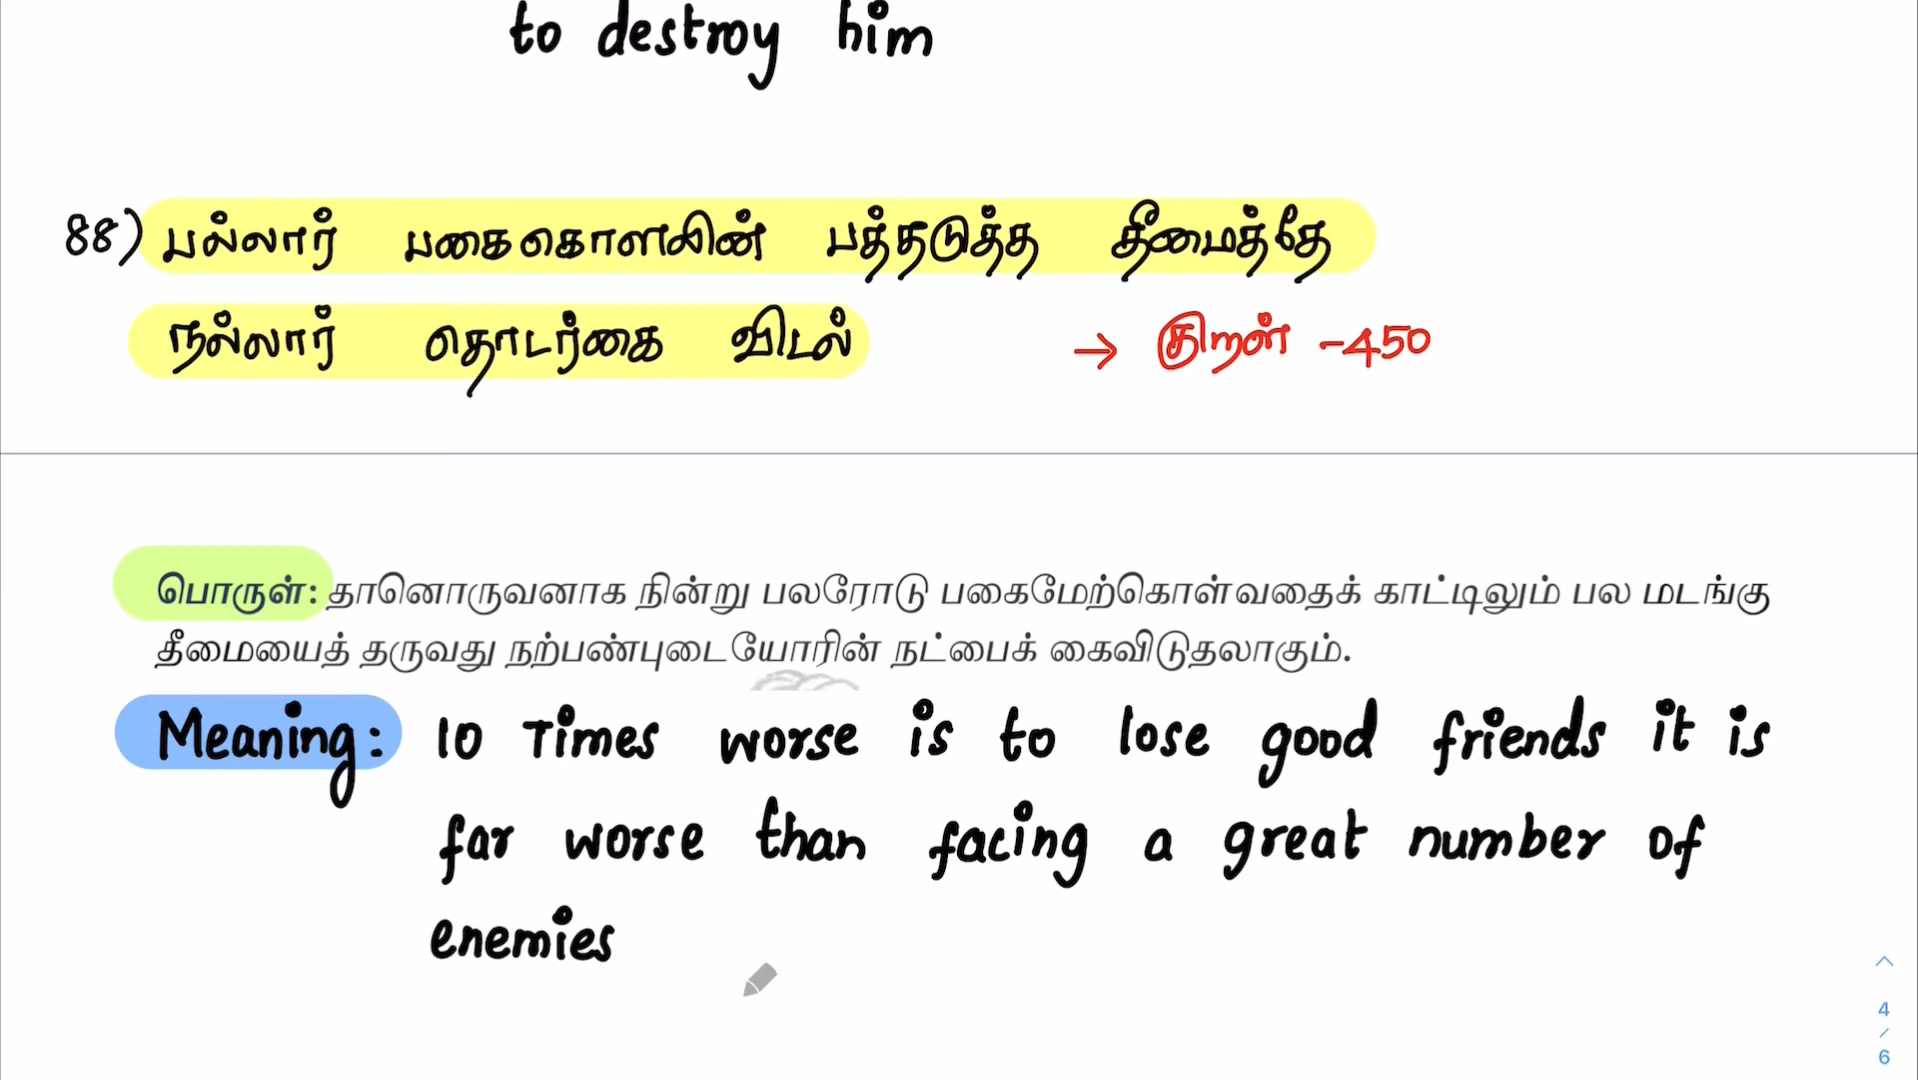 to destroy him
88) பல்லார் பகைகொளலின் பத்தடுத்த தீமைத்தே
நல்லார் தொடர்கை விடல் → குறள் -450
பொருள்: தானொருவனாக நின்று பலரோடு பகைமேற்கொள்வதைக் காட்டிலும் பல மடங்கு
தீமையைத் தருவது நற்பண்புடையோரின் நட்பைக் கைவிடுதலாகும்.
Meaning: 10 Times worse is to lose good friends it is
far worse than facing a great number of
enemies
4
/
6